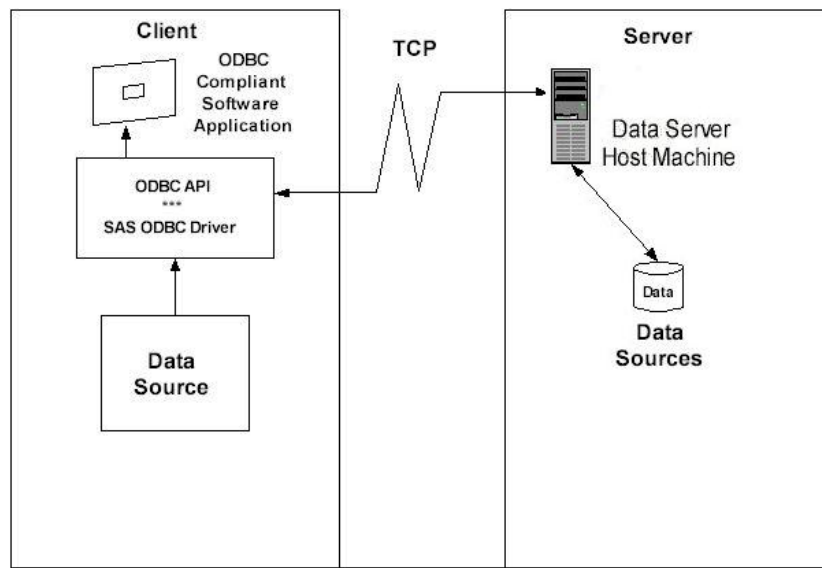 Client
ODBC
Compliant
Software
Application
ODBC API
***
SAS ODBC Driver
Data
Source
TCP
Server
Data Server
Host Machine
Data
Data
Sources